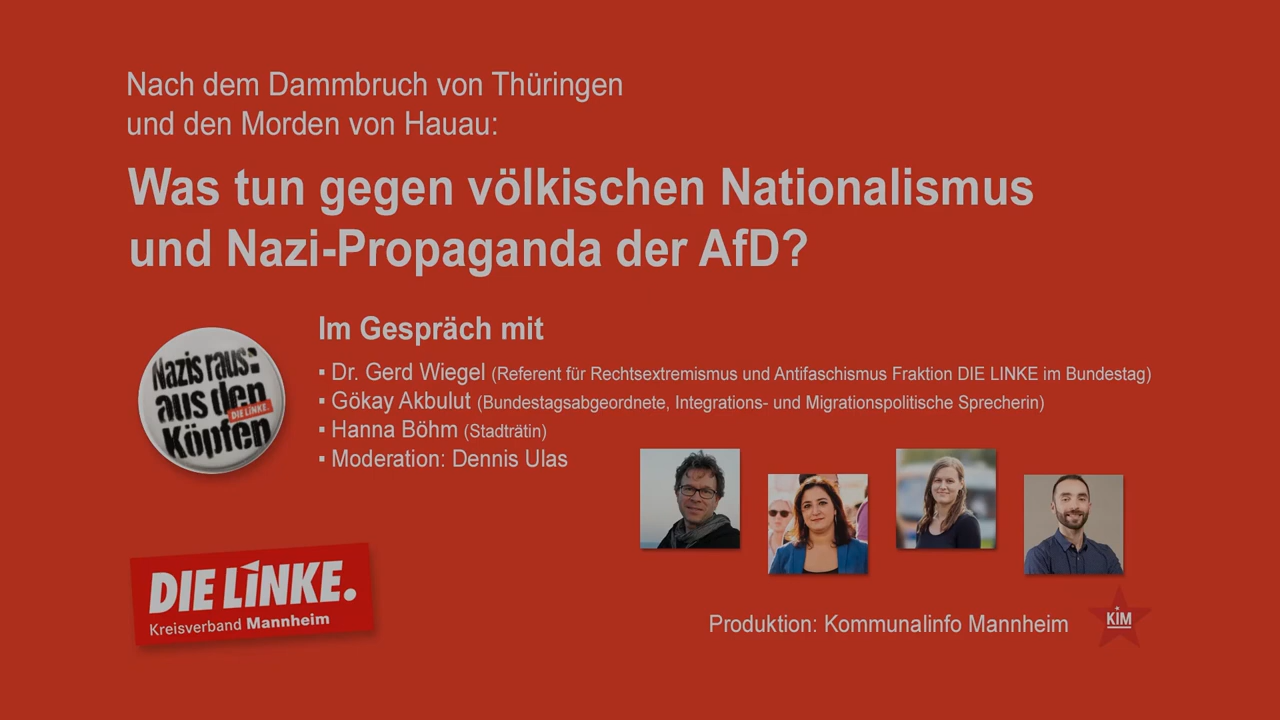 Nach dem Dammbruch von Thüringen
und den Morden von Hauau:
Was tun gegen völkischen Nationalismus
und Nazi-Propaganda der AfD?
Im Gespräch mit
▪ Dr. Gerd Wiegel (Referent für Rechtsextremismus und Antifaschismus Fraktion DIE LINKE im Bundestag)
▪ Gökay Akbulut (Bundestagsabgeordnete, Integrations- und Migrationspolitische Sprecherin)
▪ Hanna Böhm (Stadträtin)
▪ Moderation: Dennis Ulas
Nazis raus:
aus den
DIE LINKE.
Köpfen
DIE LINKE.
Kreisverband Mannheim
Produktion: Kommunalinfo Mannheim
KIM